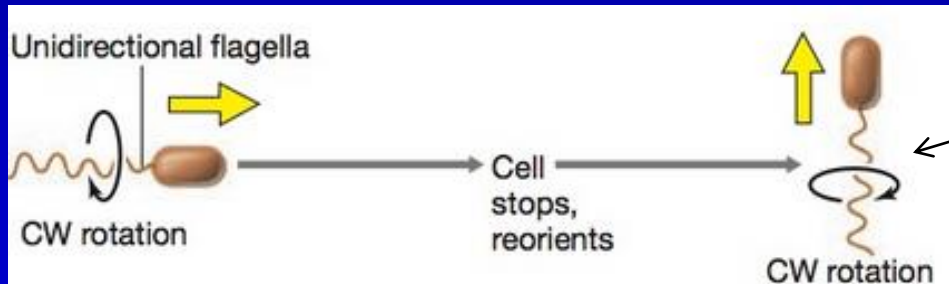 Unidirectional flagella
CW rotation
Cell
stops,
reorients
CW rotation